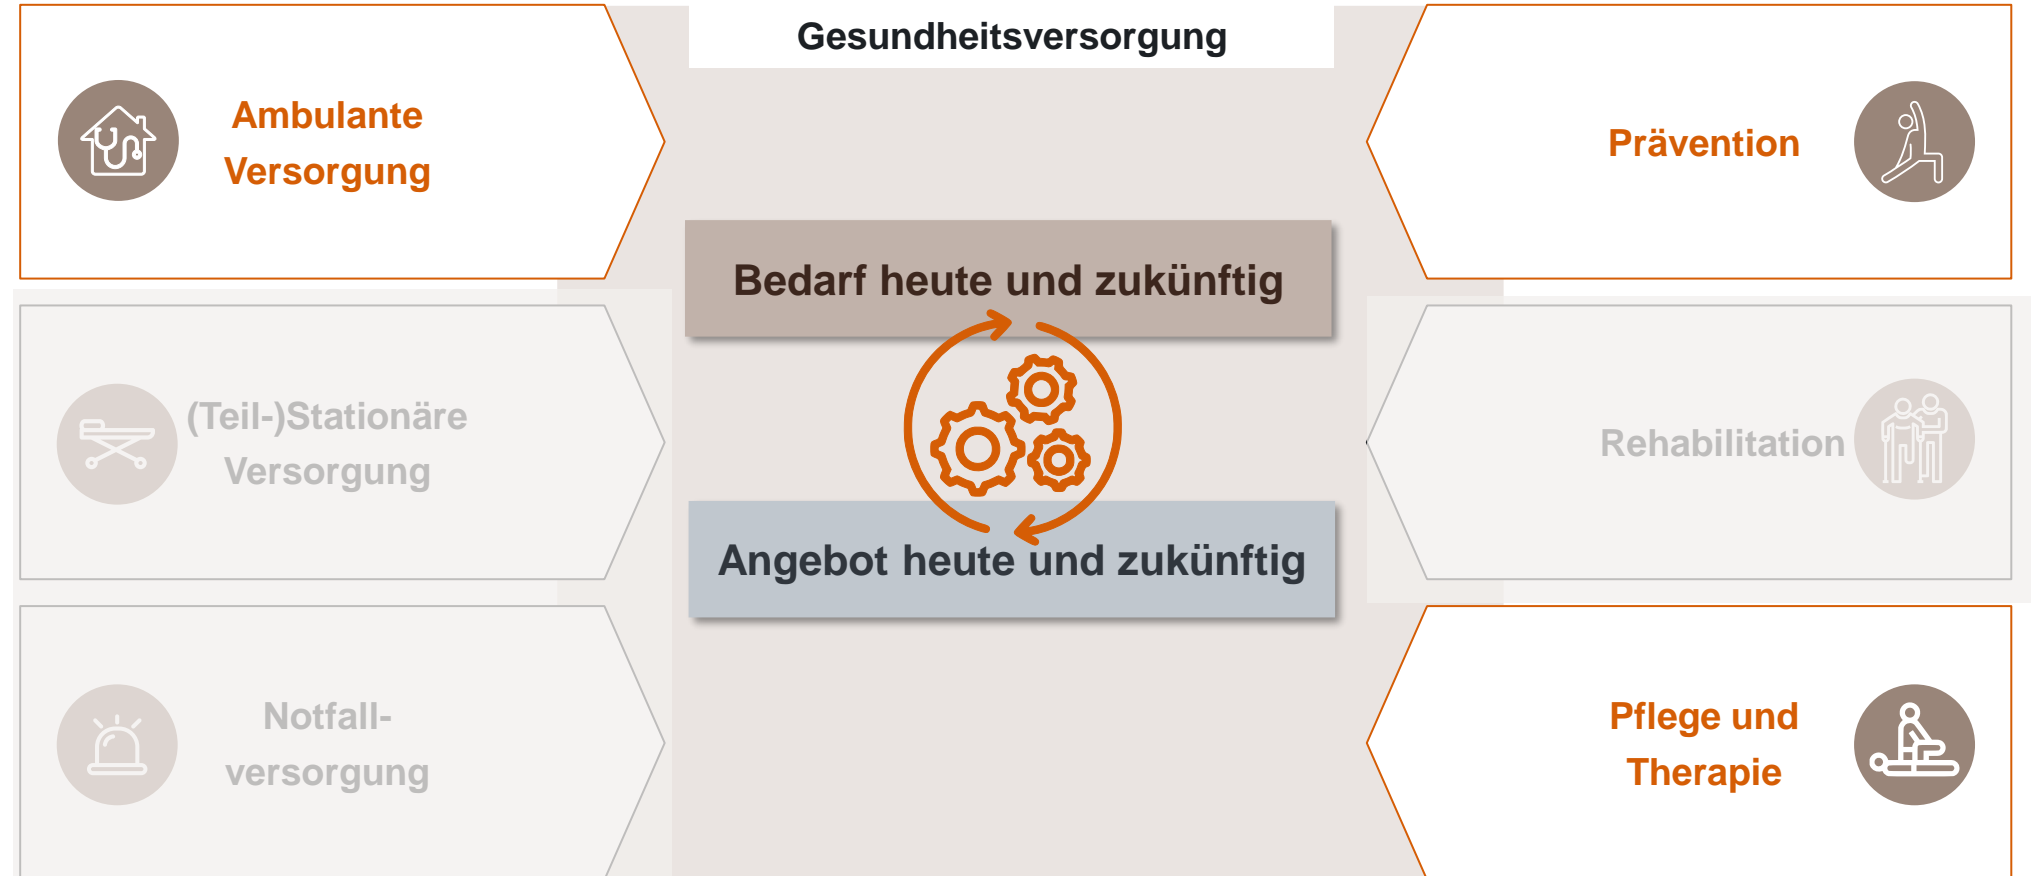 Gesundheitsversorgung
Ambulante
Versorgung
(Teil-)Stationäre
Versorgung
Notfall-
versorgung
Bedarf heute und zukünftig
Angebot heute und zukünftig
Prävention
Rehabilitation
Pflege und
Therapie